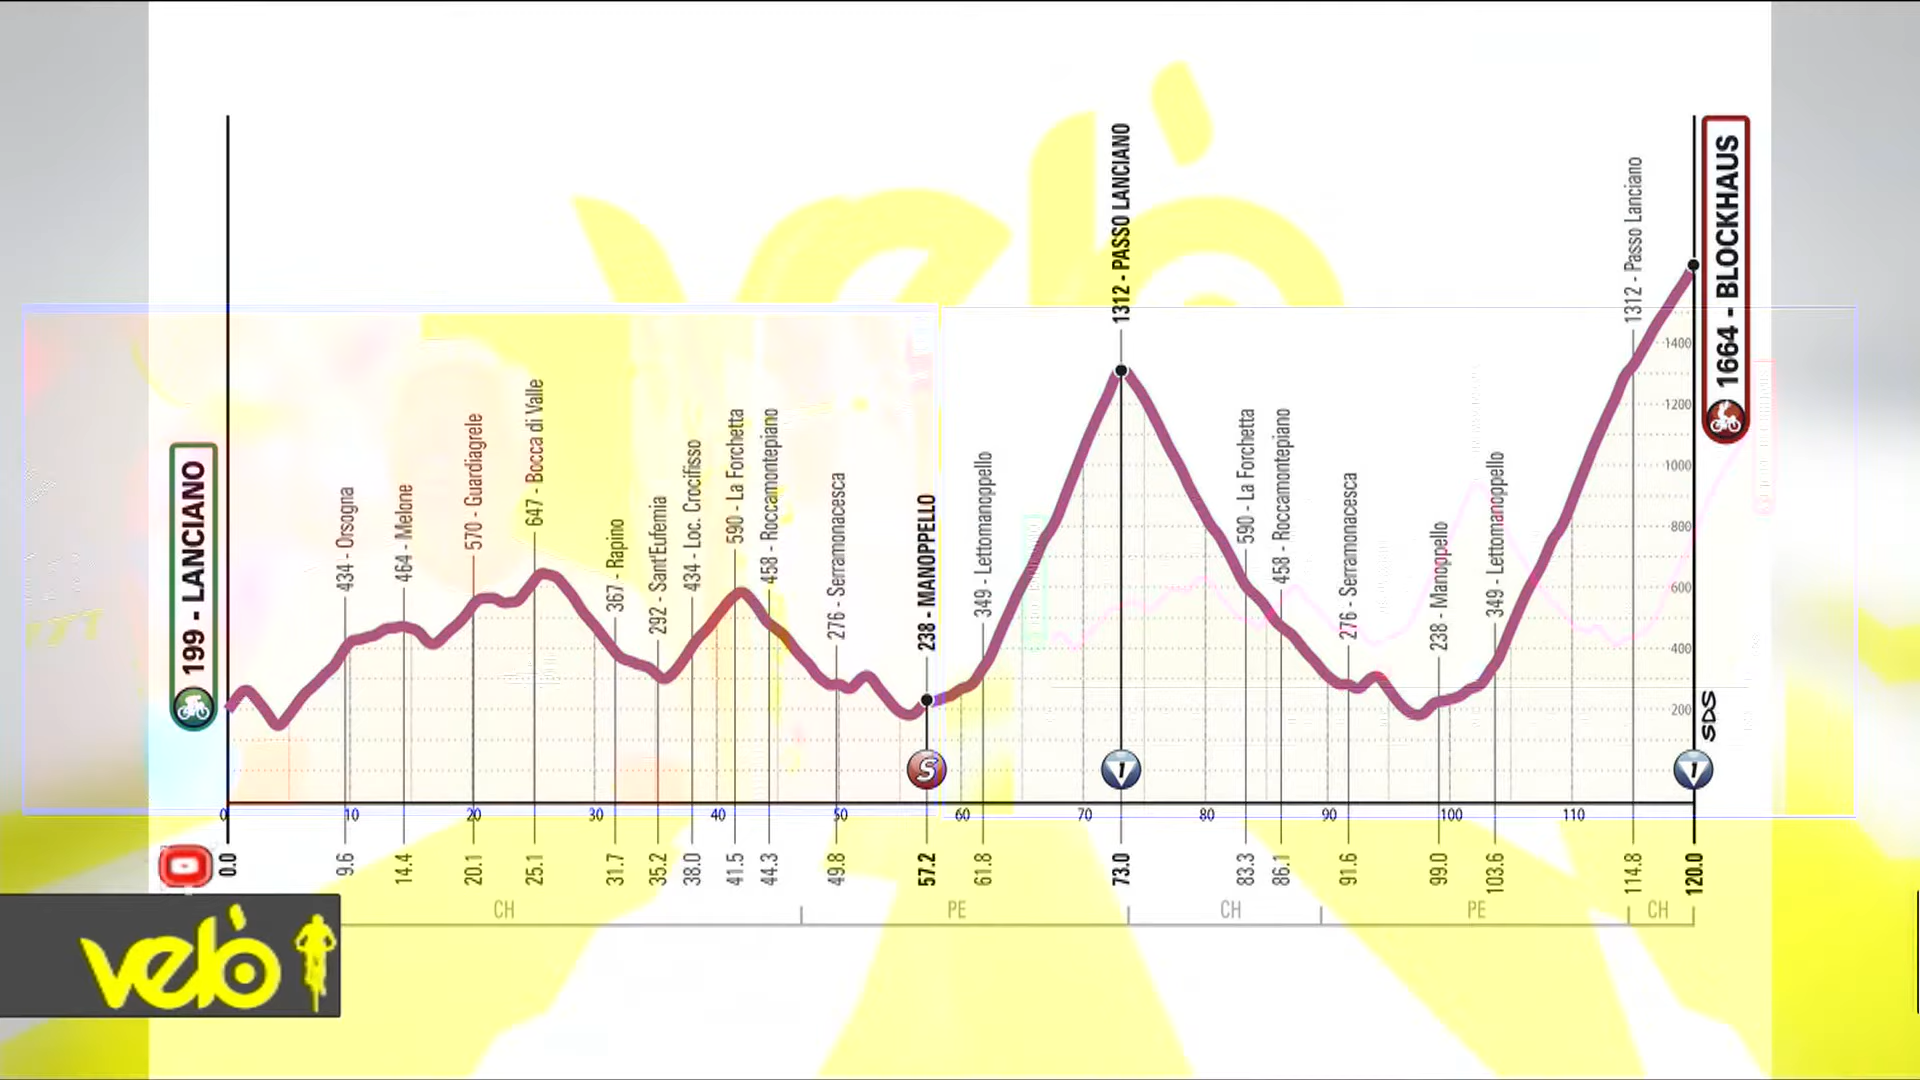 velò
199 - LANCIANO
434 - Orsogna
464 - Melone
570 - Guardiagrele
647 - Bocca di Valle
367 - Rapino
292 - Sant'Eufemia
434 - Loc. Crocifisso
590 - La Forchetta
458 - Roccamontepiano
276 - Serramonacesca
238 - MANOPPELLO
349 - Lettomanoppello
1312 - PASSO LANCIANO
590 - La Forchetta
458 - Roccamontepiano
276 - Serramonacesca
238 - Manoppello
349 - Lettomanoppello
1312 - Passo Lanciano
1664 - BLOCKHAUS
1400
1200
1000
800
600
400
200
SDS
S
1
1
0 10 20 30 40 50 60 70 80 90 100 110
0.0 9.6 14.4 20.1 25.1 31.7 35.2 38.0 41.5 44.3 49.8 57.2 61.8 73.0 83.3 86.1 91.6 99.0 103.6 114.8 120.0
CH PE CH PE CH
velò